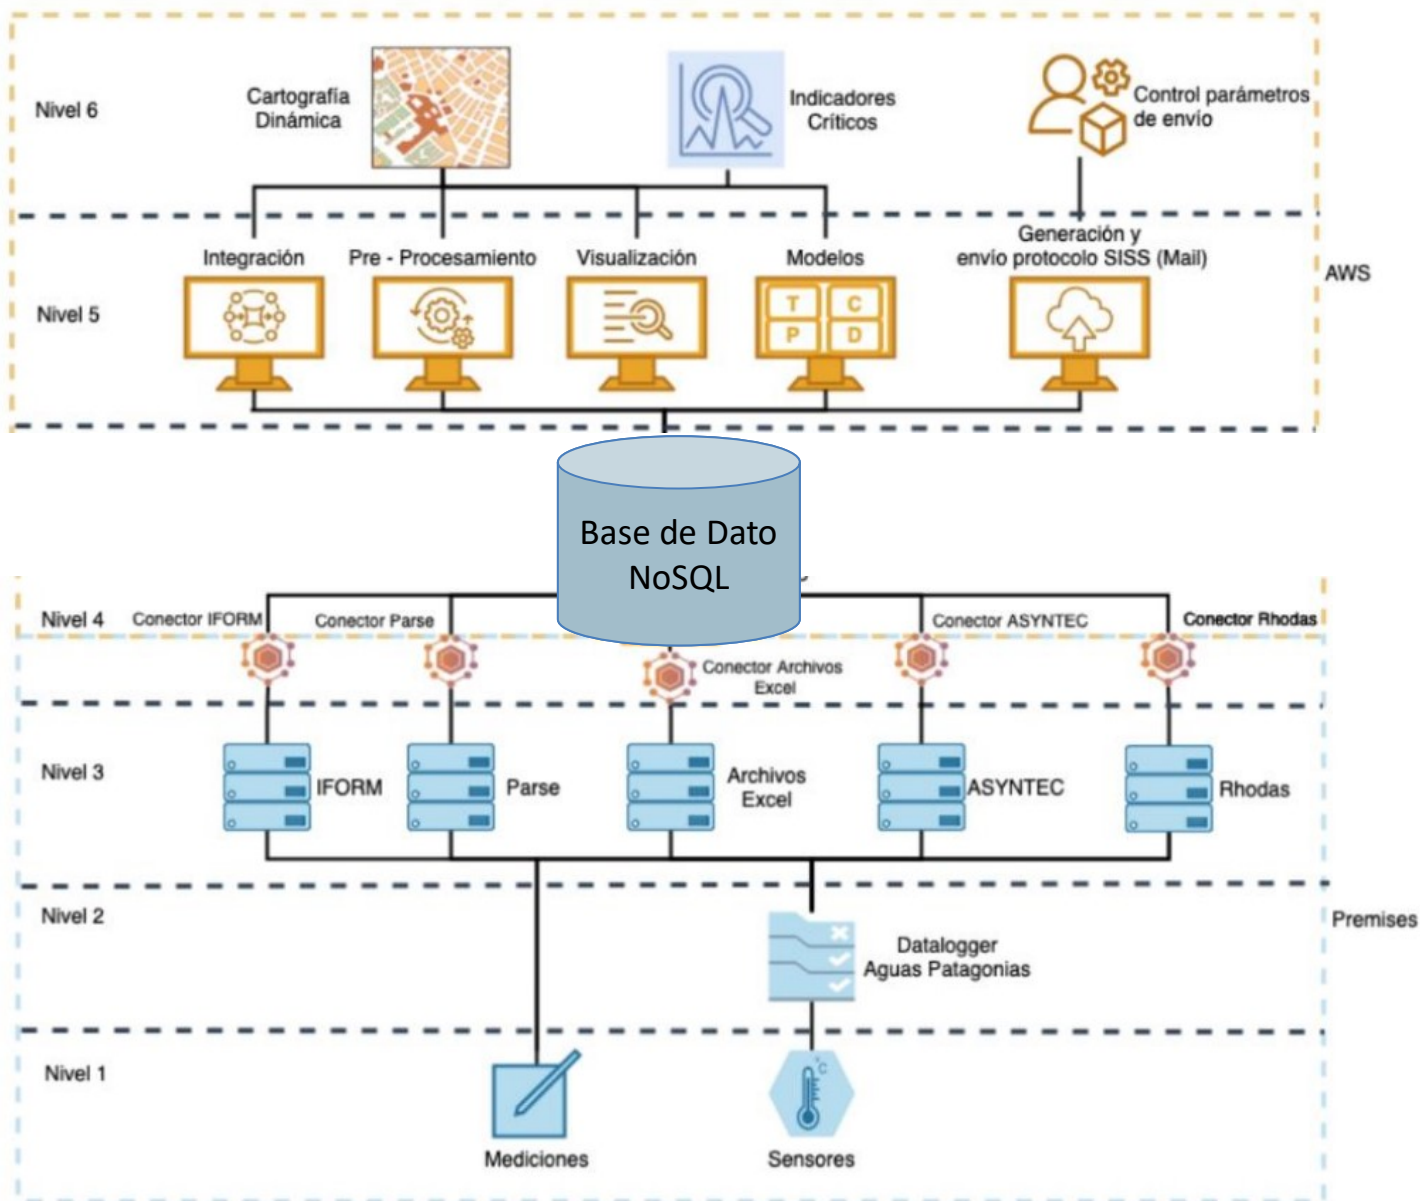 Nivel 6
Cartografía
Dinámica
Indicadores
Críticos
Control parámetros
de envío
Nivel 5
Integración
Pre - Procesamiento
Visualización
Modelos
T C
P D
Generación y
envío protocolo SISS (Mail)
AWS
Base de Dato
NoSQL
Nivel 4
Conector IFORM
Conector Parse
Conector Archivos
Excel
Conector ASYNTEC
Conector Rhodas
Nivel 3
IFORM
Parse
Archivos
Excel
ASYNTEC
Rhodas
Nivel 2
Datalogger
Aguas Patagonias
Premises
Nivel 1
°C
Mediciones
Sensores